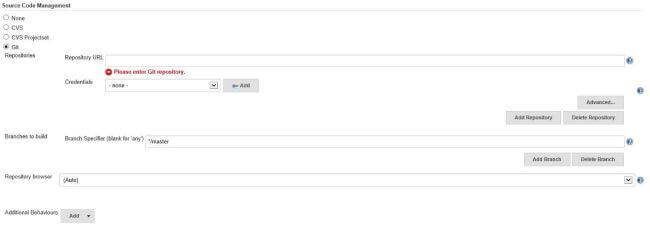 Source Code Management
None
CVS
CVS Projectset
Git
Repositories
Repository URL
Please enter Git repository.
Credentials
- none -
Add
Advanced...
Add Repository
Delete Repository
Branches to build
Branch Specifier (blank for 'any')
*/master
Add Branch
Delete Branch
Repository browser
(Auto)
Additional Behaviours
Add